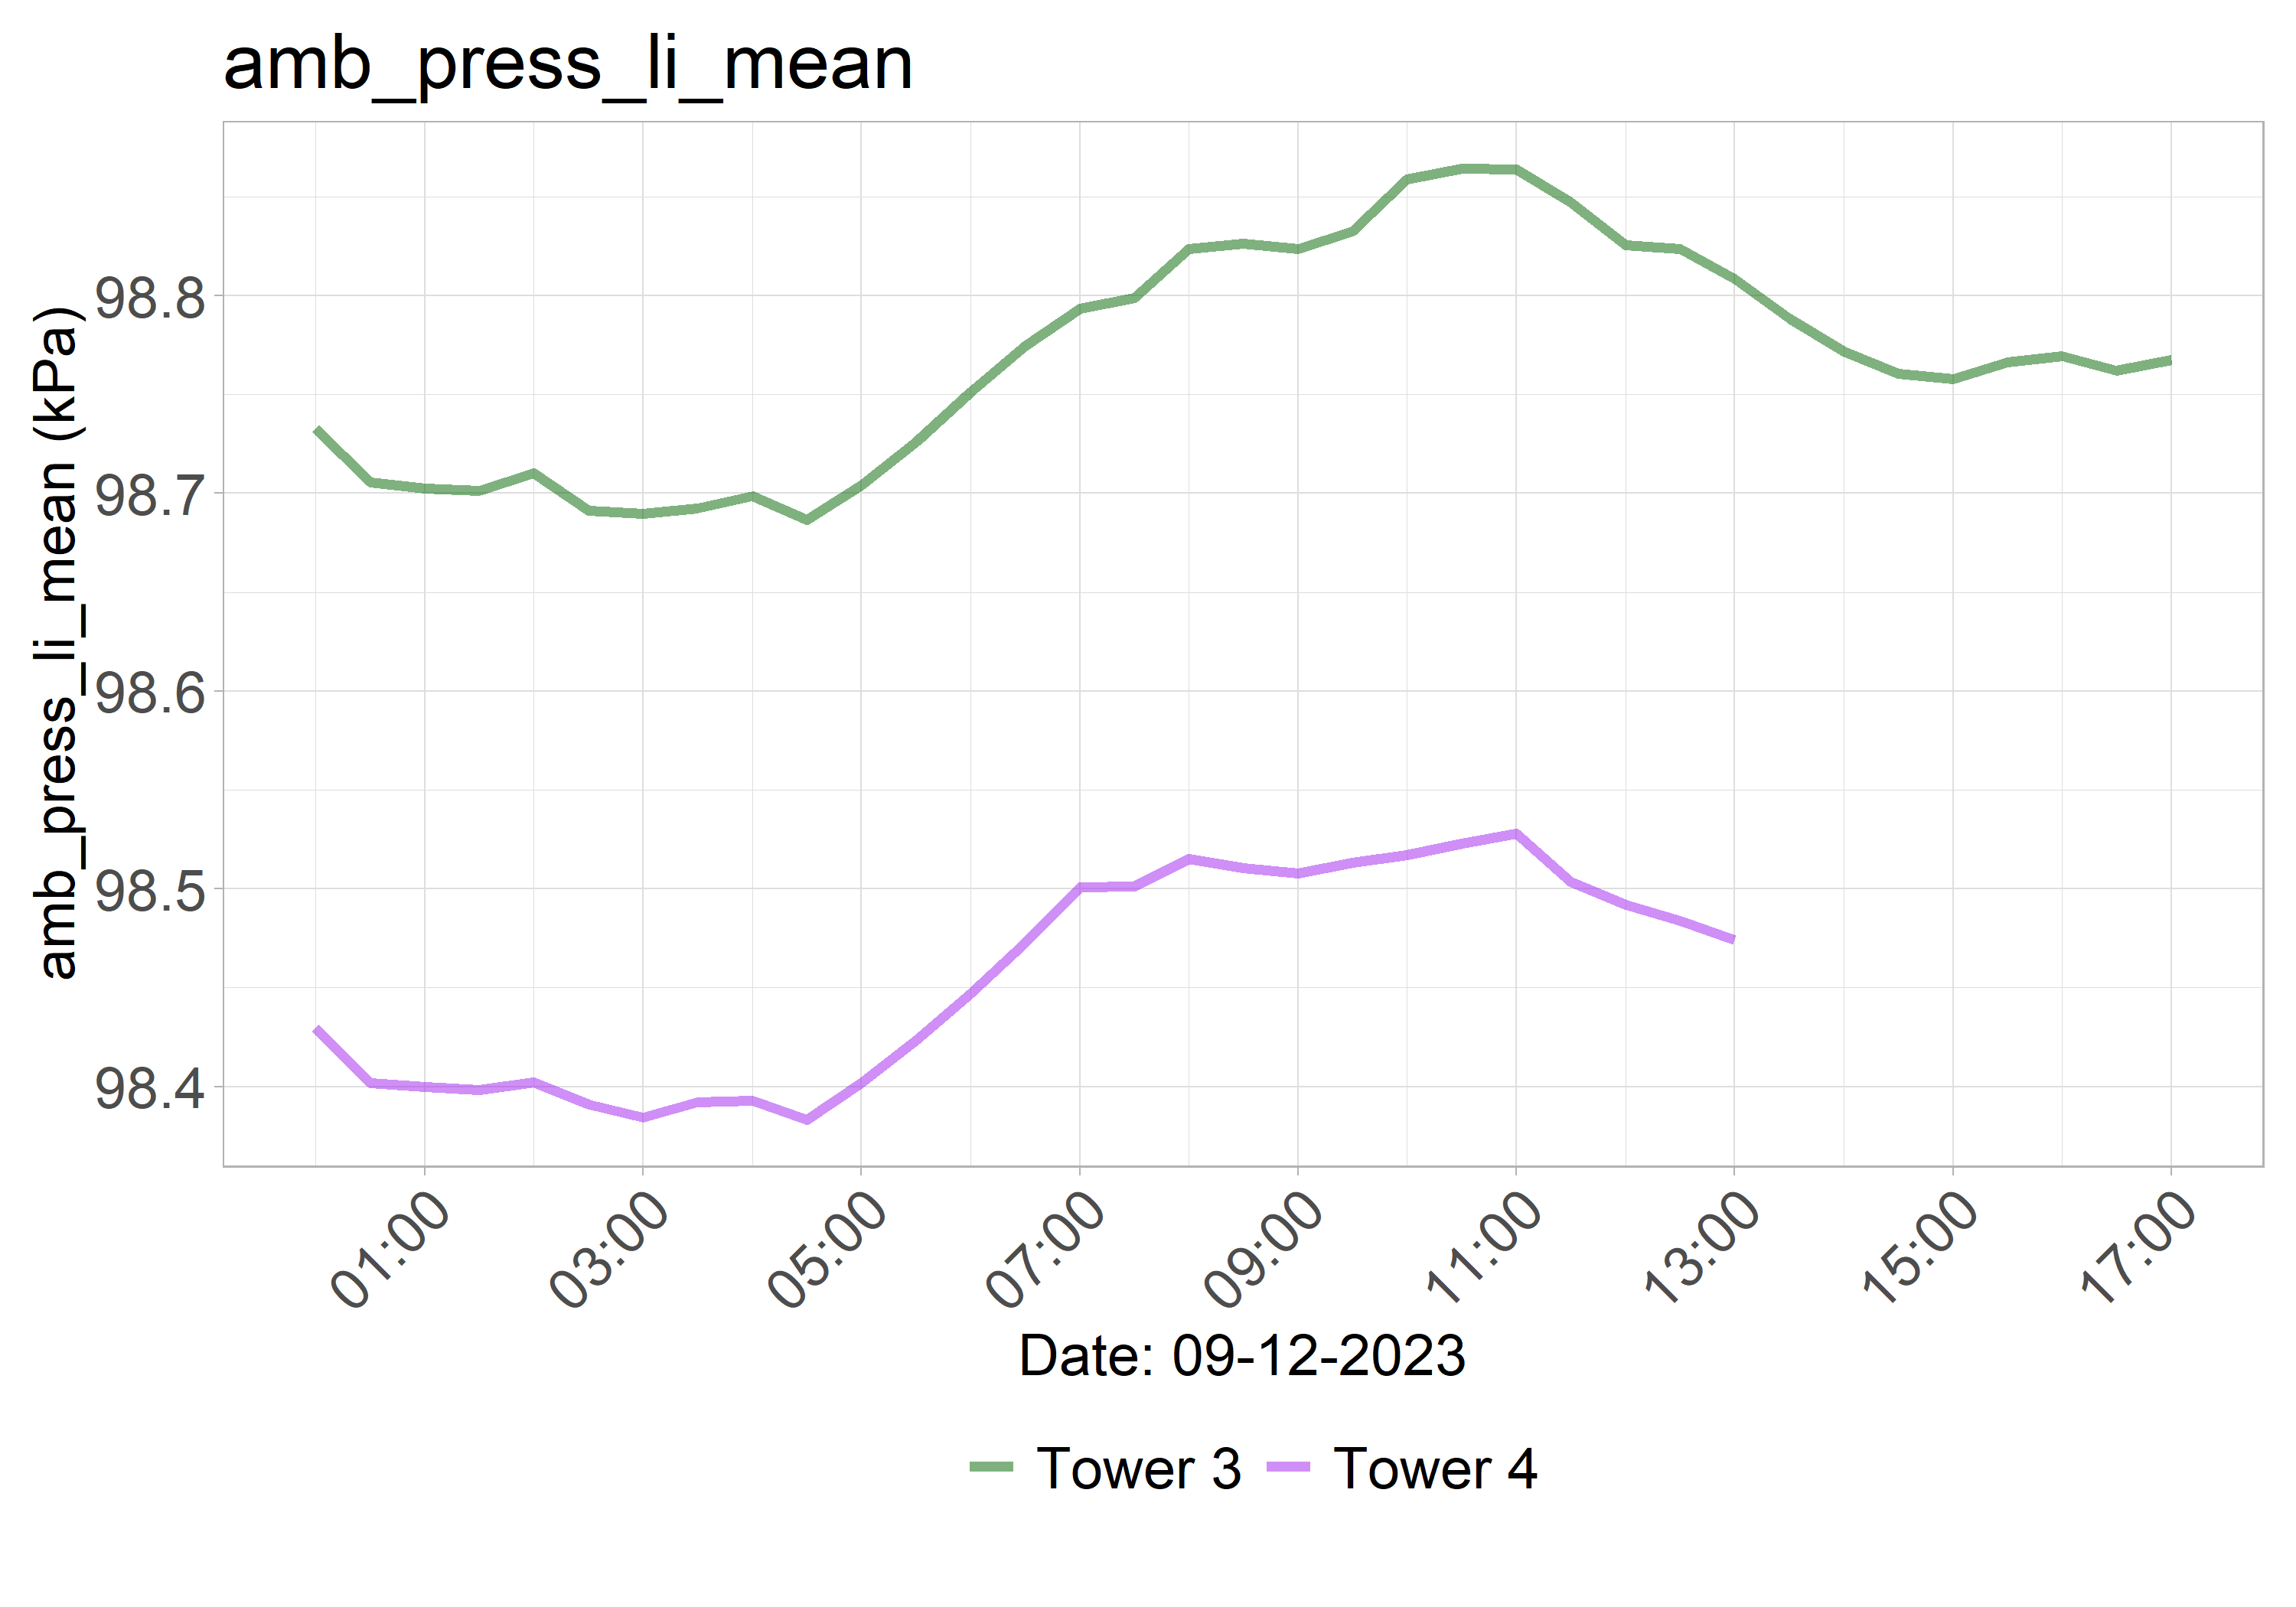 amb_press_li_mean
amb_press_li_mean (kPa)
98.8
98.7
98.6
98.5
98.4
01:00 03:00 05:00 07:00 09:00 11:00 13:00 15:00 17:00
Date: 09-12-2023
Tower 3 Tower 4